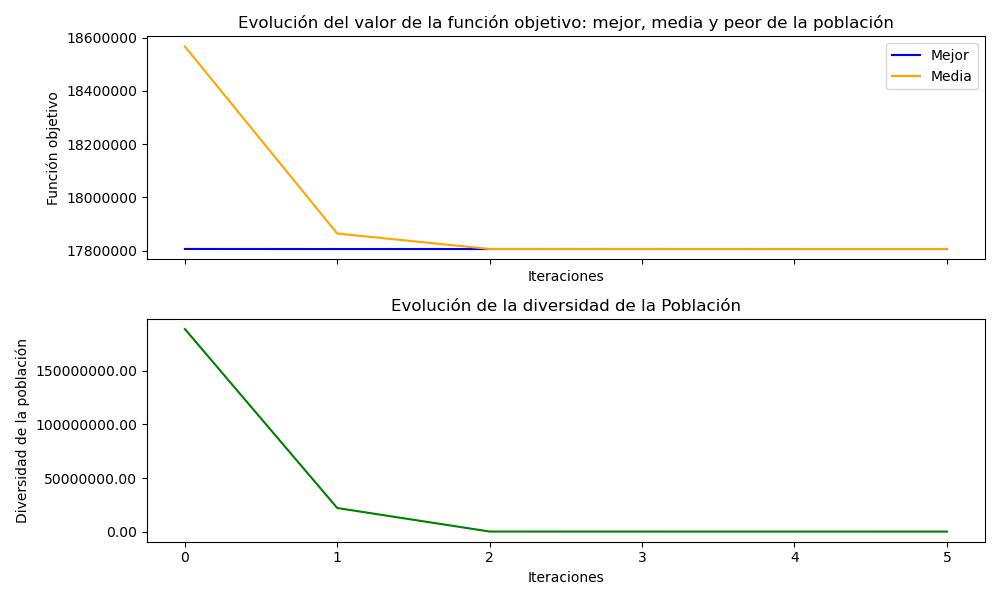 Evolución del valor de la función objetivo: mejor, media y peor de la población
18600000
18400000
18200000
18000000
17800000
Función objetivo
Mejor
Media
Iteraciones
Evolución de la diversidad de la Población
150000000.00
100000000.00
50000000.00
0.00
Diversidad de la población
0 1 2 3 4 5
Iteraciones